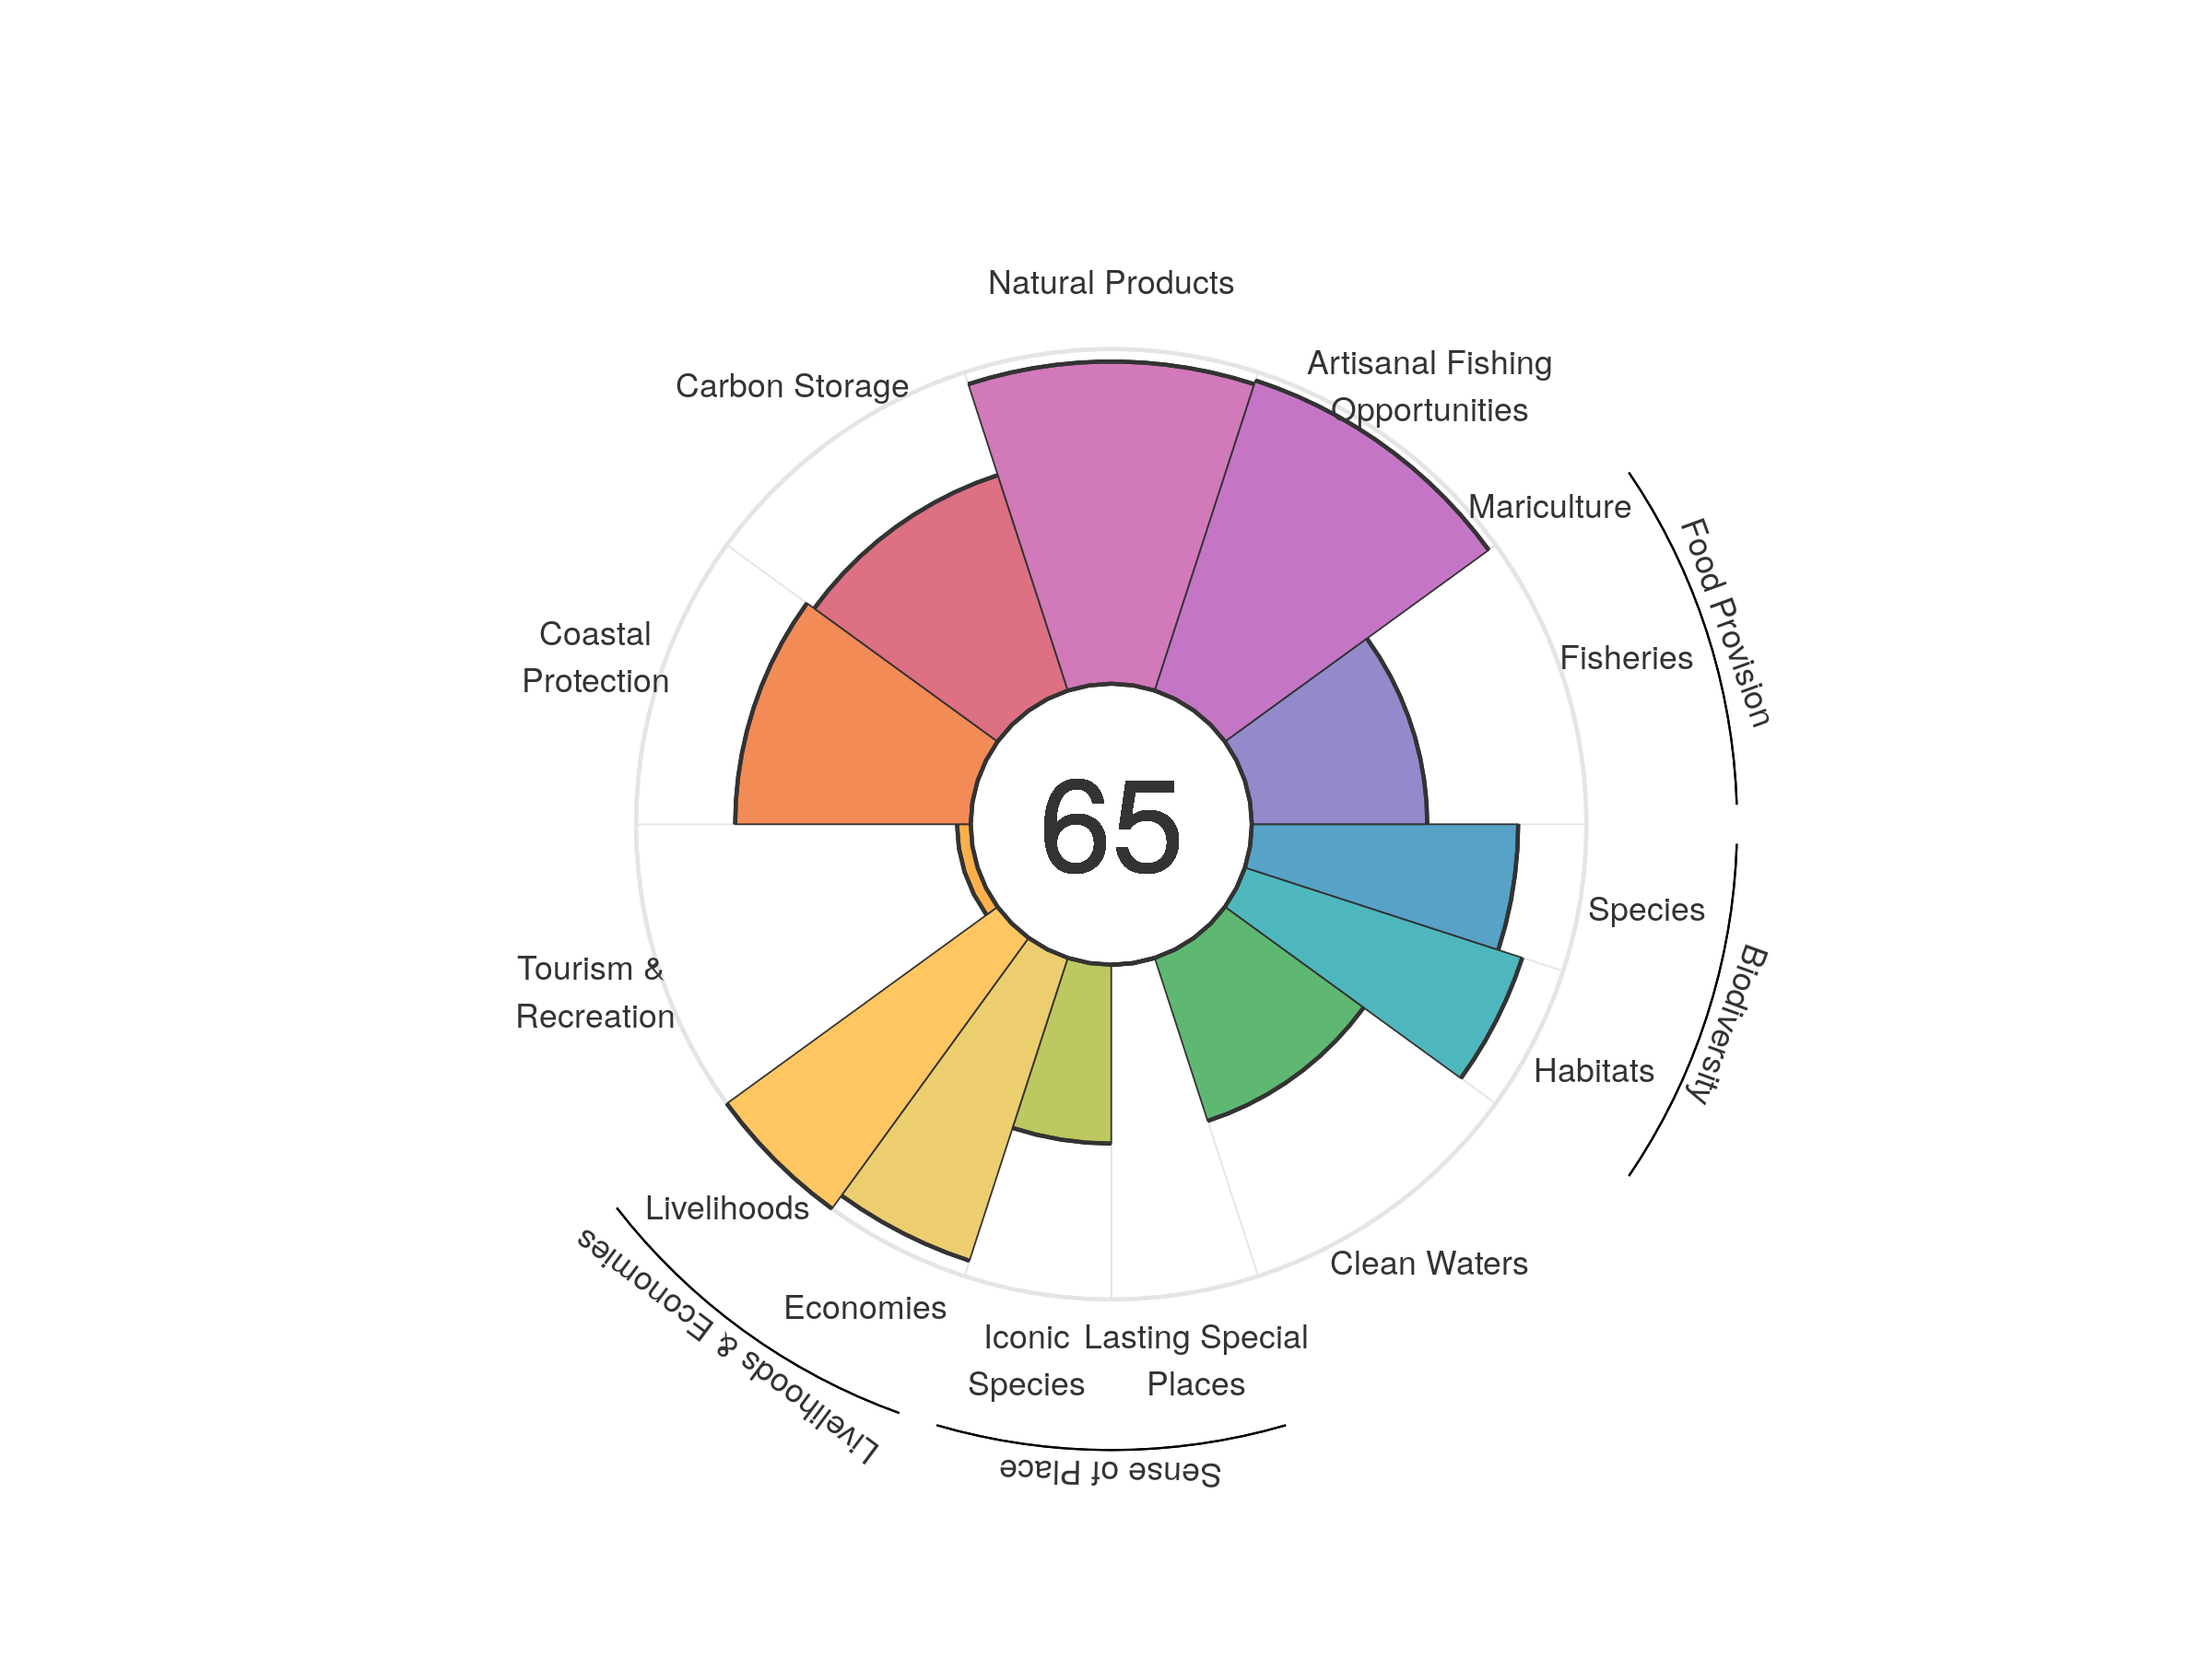 Natural Products
Artisanal Fishing
Opportunities
Carbon Storage
Mariculture
Food Provision
Fisheries
Coastal
Protection
65
Species
Biodiversity
Tourism &
Recreation
Habitats
Livelihoods
Clean Waters
Economies
Livelihoods & Economies
Iconic
Species
Lasting Special
Places
Sense of Place